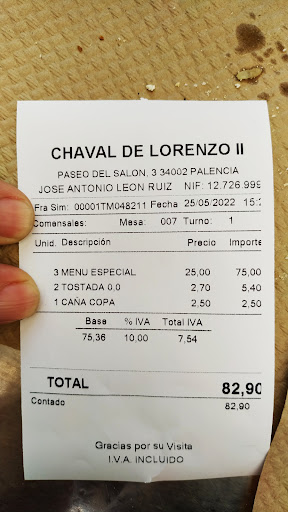 CHAVAL DE LORENZO II
PASEO DEL SALON, 3 34002 PALENCIA
JOSE ANTONIO LEON RUIZ NIF: 12.726.999
Fra Sim: 00001TM048211 Fecha 25/05/2022 15:2
Comensales: Mesa: 007 Turno: 1
Unid. Descripción Precio Importe
3 MENU ESPECIAL 25,00 75,00
2 TOSTADA 0,0 2,70 5,40
1 CAÑA COPA 2,50 2,50
Base % IVA Total IVA
75,36 10,00 7,54
TOTAL 82,90
Contado 82,90
Gracias por su Visita
I.V.A. INCLUIDO